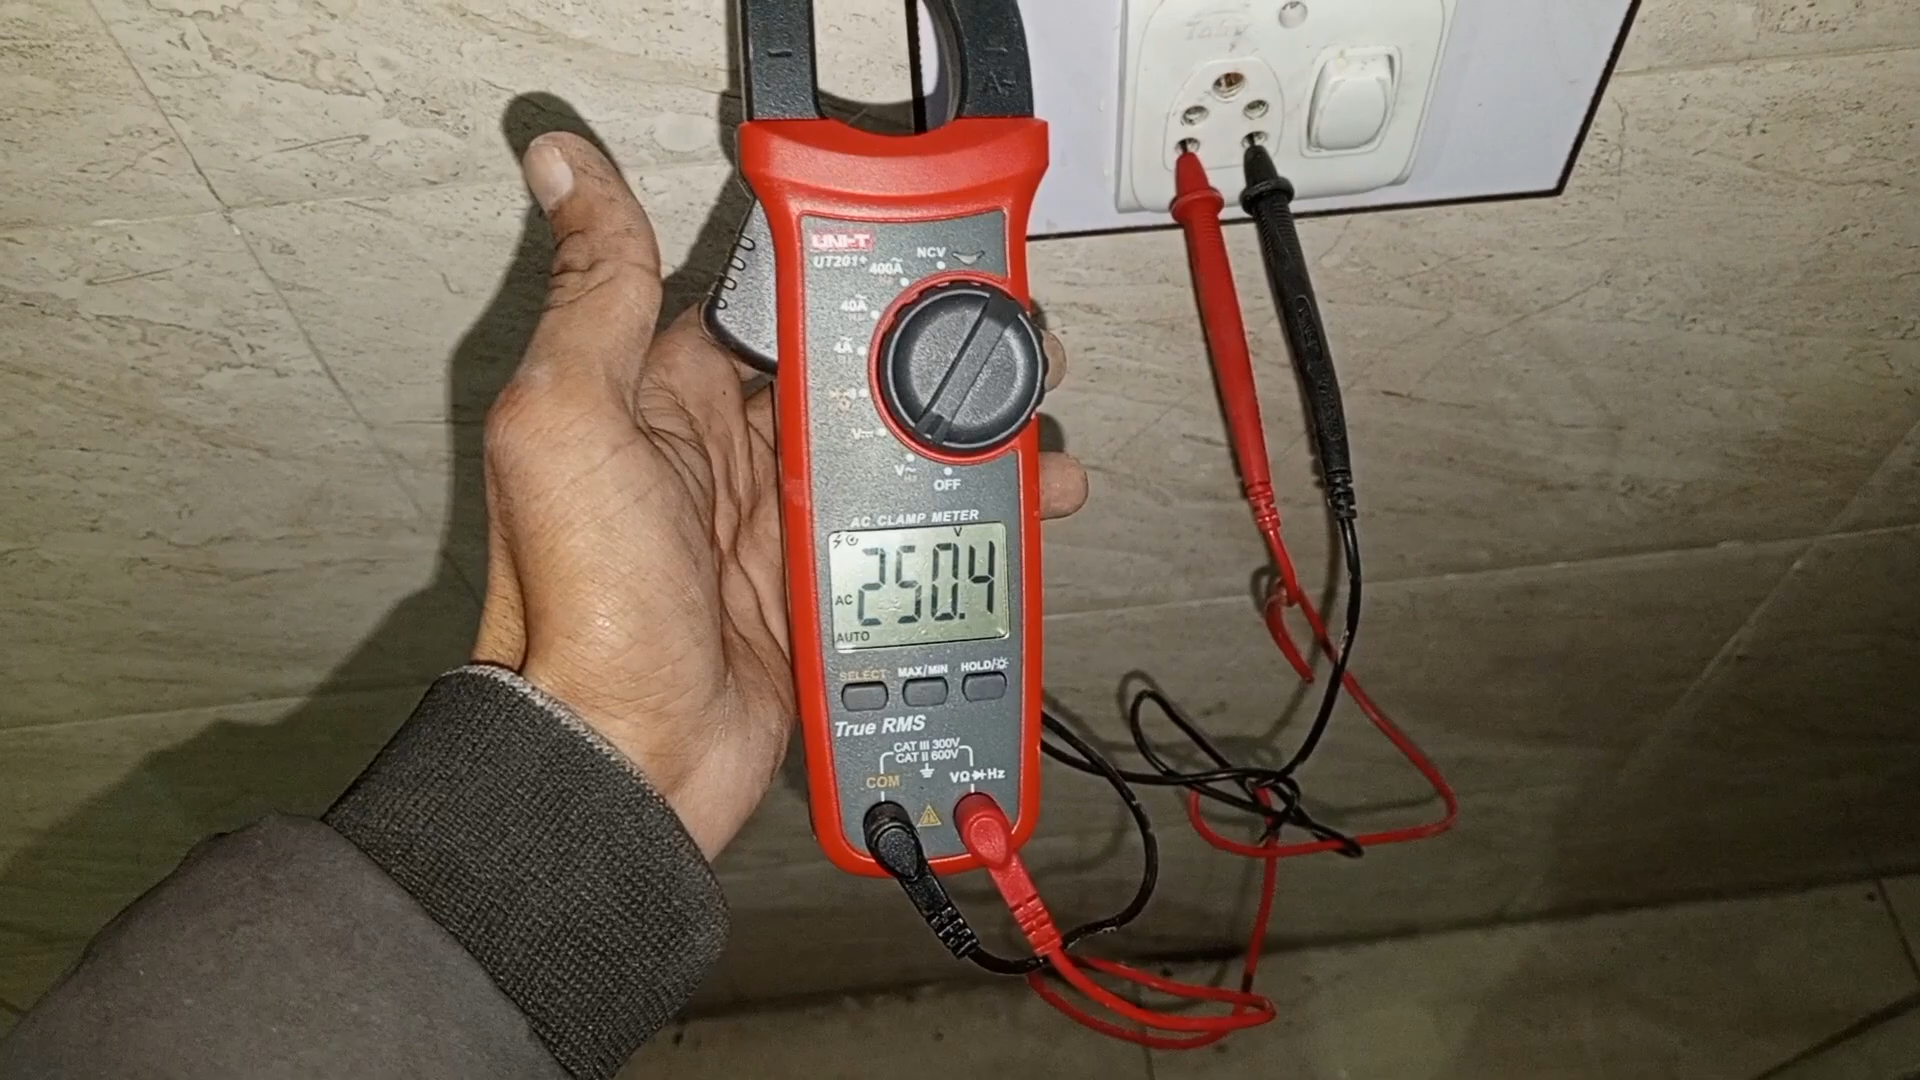 UNI-T
UT201+
NCV
400A~
40A~
4A~
V⎓
V~
Hz
OFF
AC CLAMP METER
V
250.4
AC
AUTO
SELECT
MAX/MIN
HOLD/
True RMS
CAT III 300V
CAT II 600V
COM
VΩ Hz